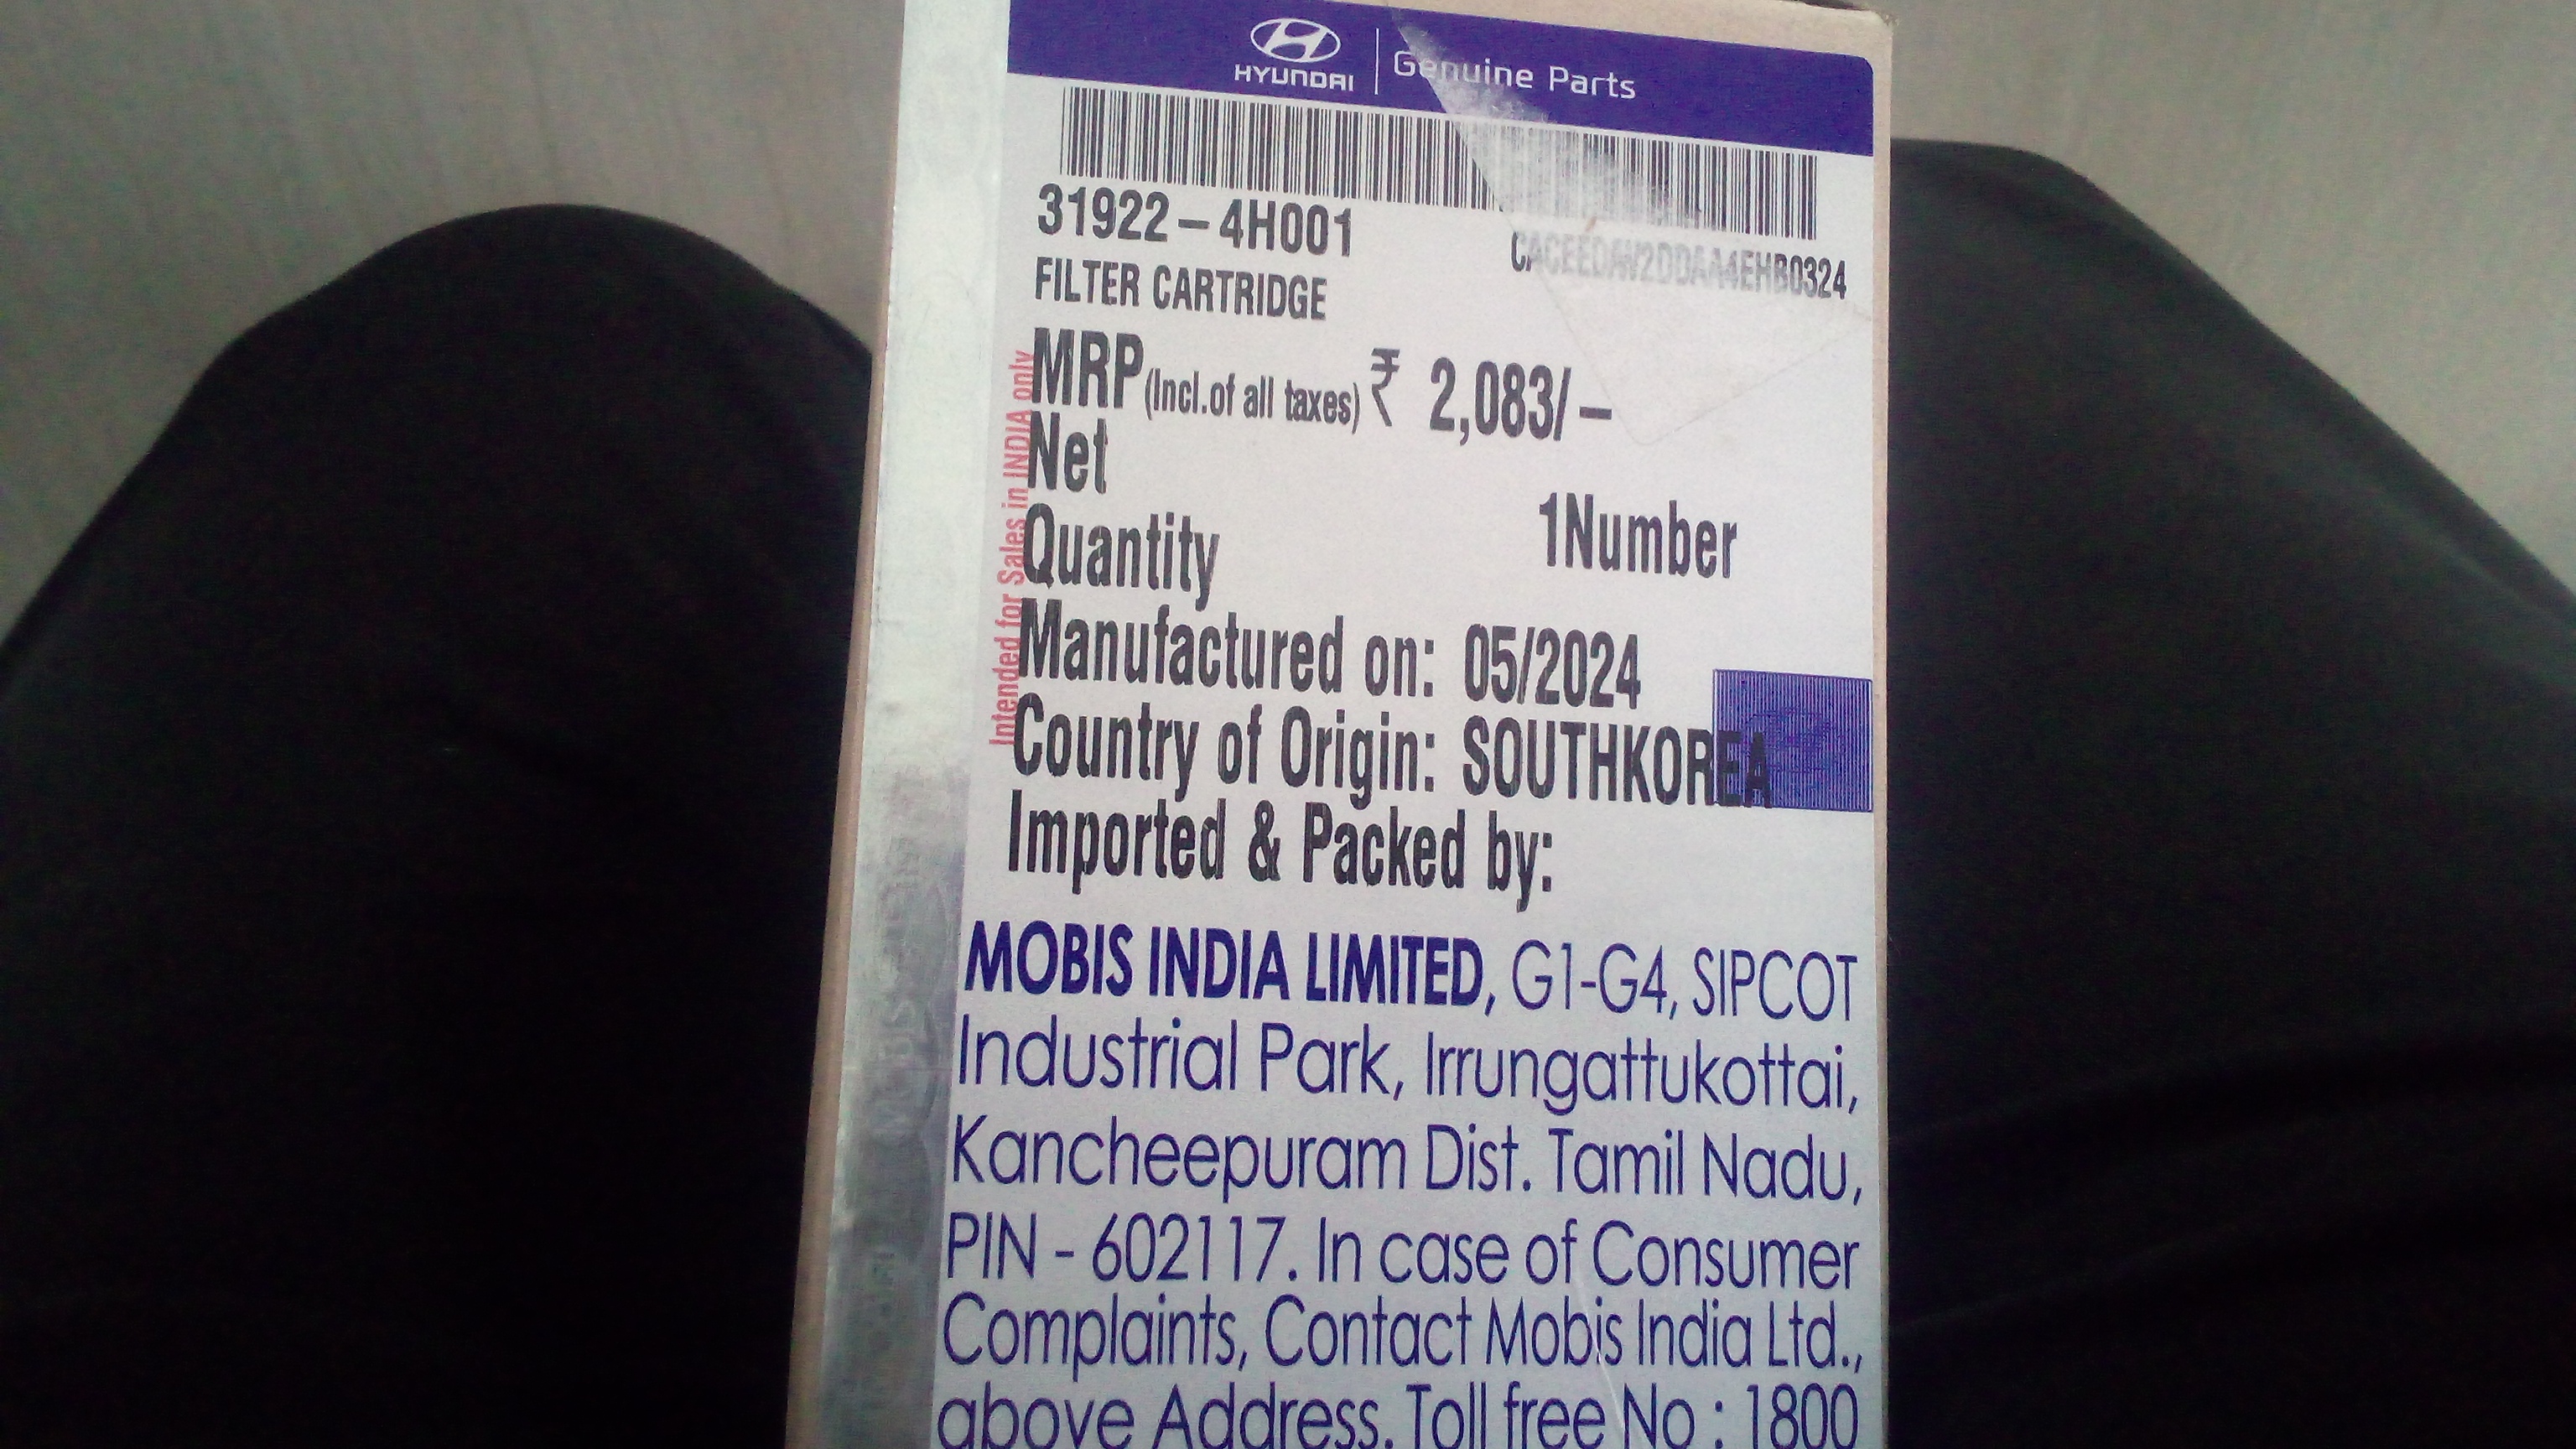 HYUNDAI
Genuine Parts
31922-4H001
FILTER CARTRIDGE
MRP(Incl.of all taxes) ₹ 2,083/-
Net
Quantity 1Number
Manufactured on: 05/2024
Country of Origin: SOUTHKOREA
Imported & Packed by:
MOBIS INDIA LIMITED, G1-G4, SIPCOT
Industrial Park, Irrungattukottai,
Kancheepuram Dist. Tamil Nadu,
PIN - 602117. In case of Consumer
Complaints, Contact Mobis India Ltd.,
above Address. Toll free No : 1800
Intended for Sales in INDIA only